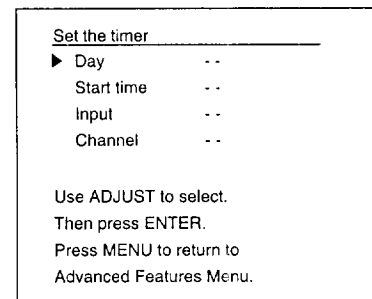 Set the timer
▶ Day - -
Start time - -
Input - -
Channel - -
Use ADJUST to select.
Then press ENTER.
Press MENU to return to
Advanced Features Menu.